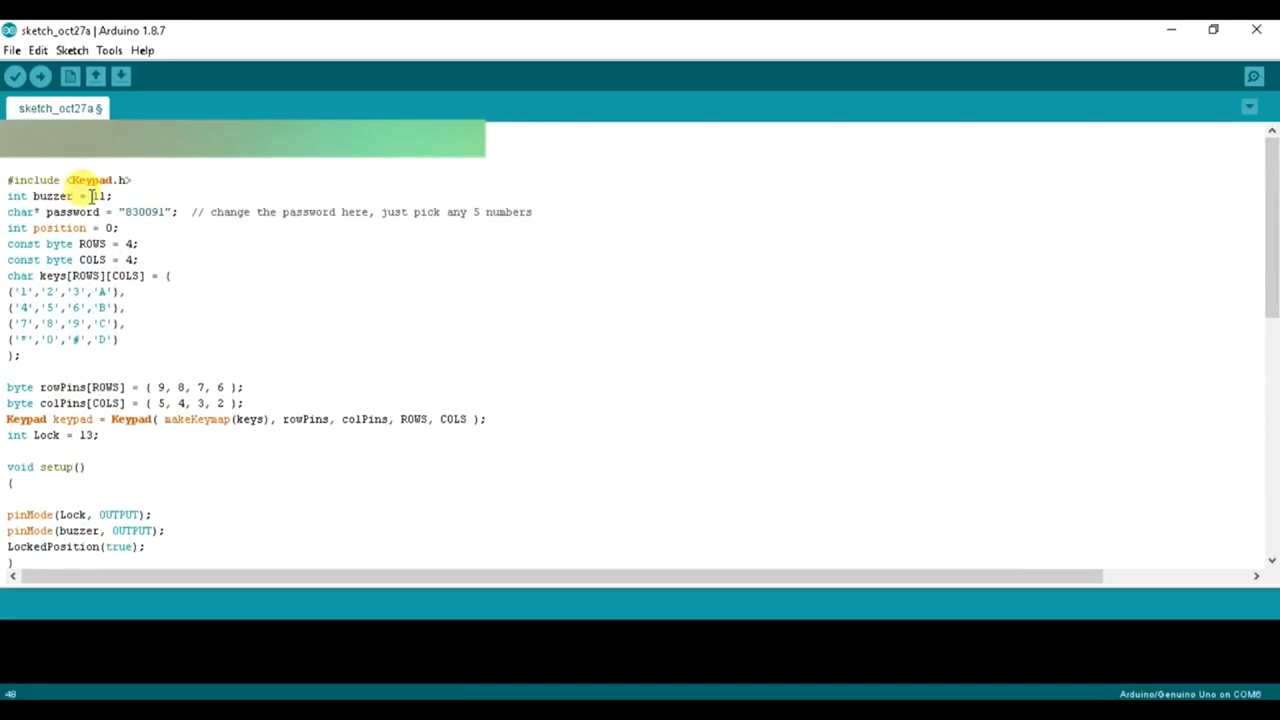 sketch_oct27a | Arduino 1.8.7
File Edit Sketch Tools Help
sketch_oct27a §
#include <Keypad.h>
int buzzer = 11;
char* password = "830091"; // change the password here, just pick any 5 numbers
int position = 0;
const byte ROWS = 4;
const byte COLS = 4;
char keys[ROWS][COLS] = {
{'1','2','3','A'},
{'4','5','6','B'},
{'7','8','9','C'},
{'*','0','#','D'}
};
byte rowPins[ROWS] = { 9, 8, 7, 6 };
byte colPins[COLS] = { 5, 4, 3, 2 };
Keypad keypad = Keypad( makeKeymap(keys), rowPins, colPins, ROWS, COLS );
int Lock = 13;
void setup()
{
pinMode(Lock, OUTPUT);
pinMode(buzzer, OUTPUT);
LockedPosition(true);
}
48
Arduino/Genuino Uno on COM6